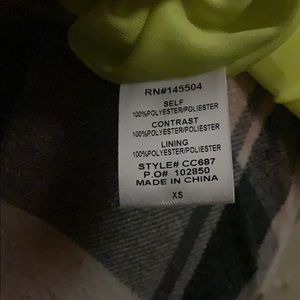 RN#145504
SELF
100%POLYESTER/POLIESTER
CONTRAST
100%POLYESTER/POLIESTER
LINING
100%POLYESTER/POLIESTER
STYLE# CC687
P.O# 102850
MADE IN CHINA
XS